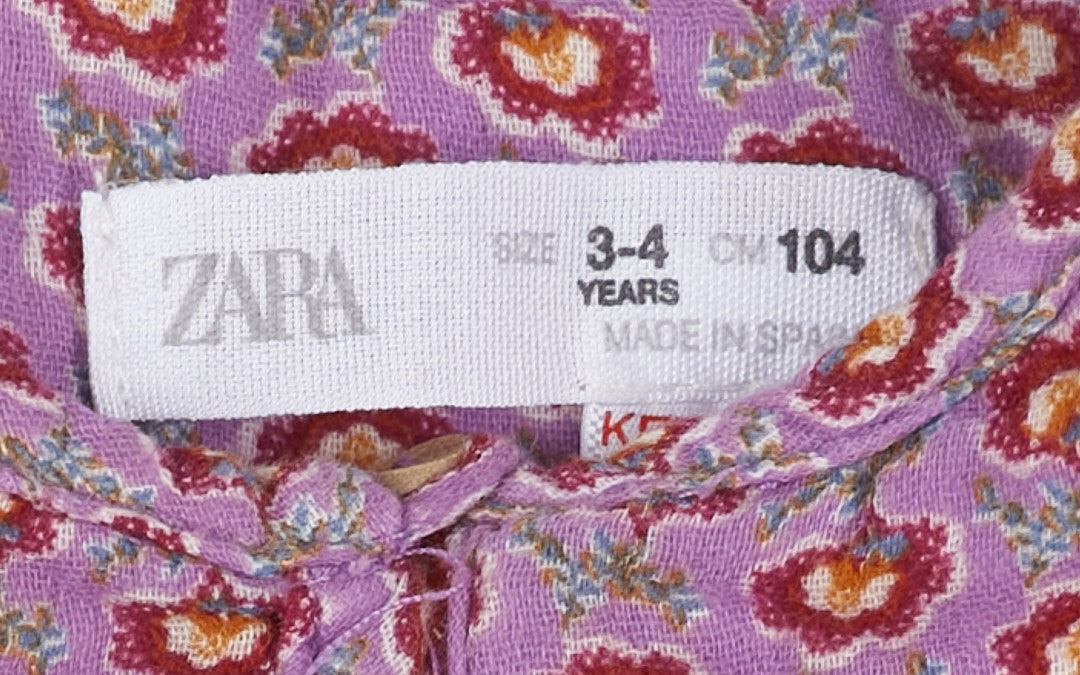 ZARA
SIZE 3-4 CM 104
YEARS
MADE IN